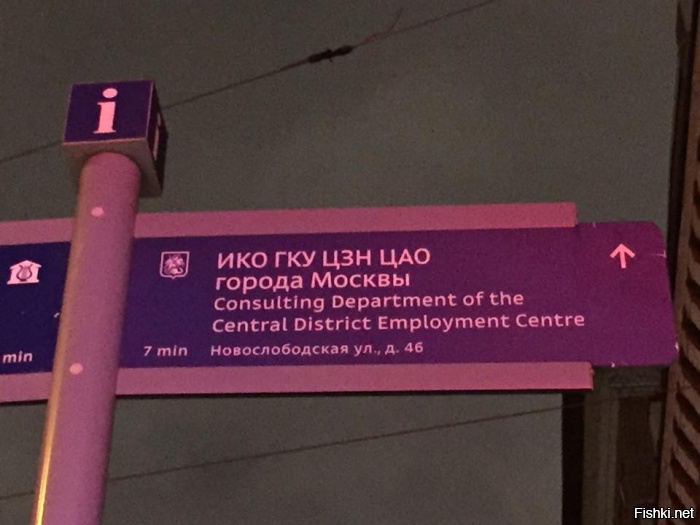 i
ИКО ГКУ ЦЗН ЦАО
города Москвы
Consulting Department of the
Central District Employment Centre
7 min Новослободская ул., д. 46
min
Fishki.net